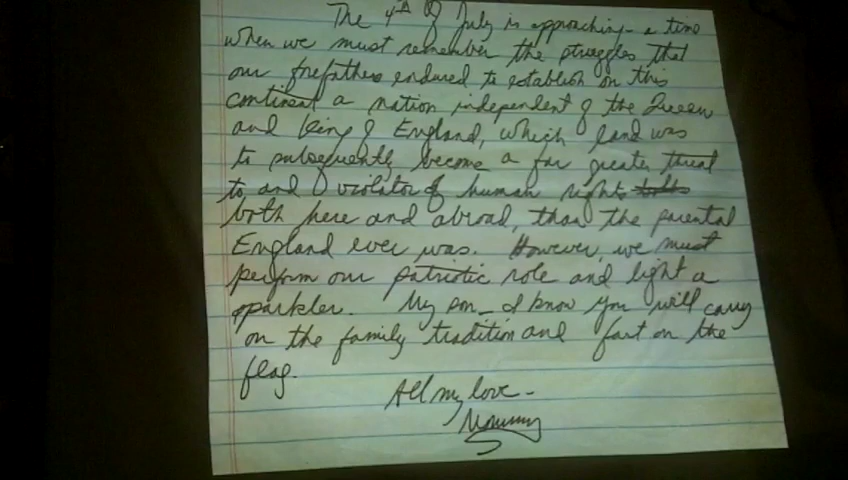 The 4th of July is approaching - a time
when we must remember the struggles that
our forefathers endured to establish on this
continent a nation independent of the Queen
and King of England, which land was
to subsequently become a far greater threat
to and violator of human rights
both here and abroad, than the parental
England ever was. However, we must
perform our patriotic role and light a
sparkler. My son - I know you will carry
on the family tradition and fart on the
flag.
All my love -
Mommy